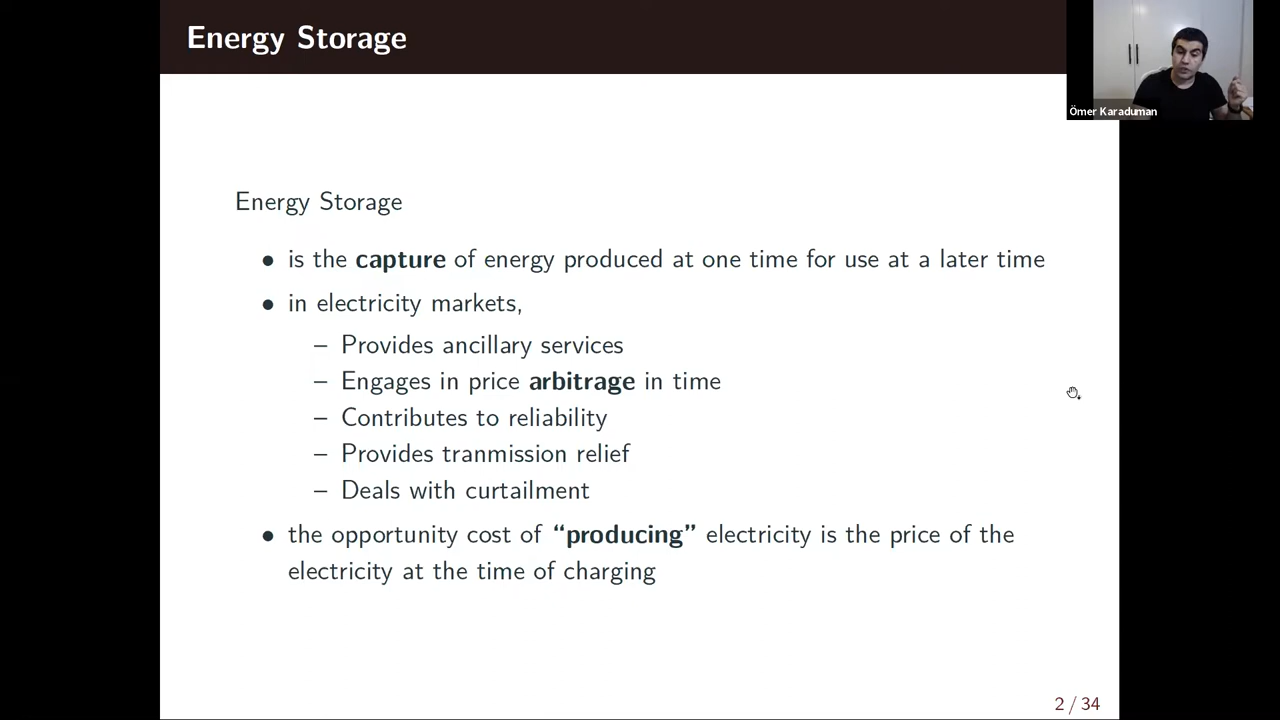 Energy Storage
Ömer Karaduman
Energy Storage
• is the capture of energy produced at one time for use at a later time
• in electricity markets,
– Provides ancillary services
– Engages in price arbitrage in time
– Contributes to reliability
– Provides tranmission relief
– Deals with curtailment
• the opportunity cost of “producing” electricity is the price of the
electricity at the time of charging
2 / 34